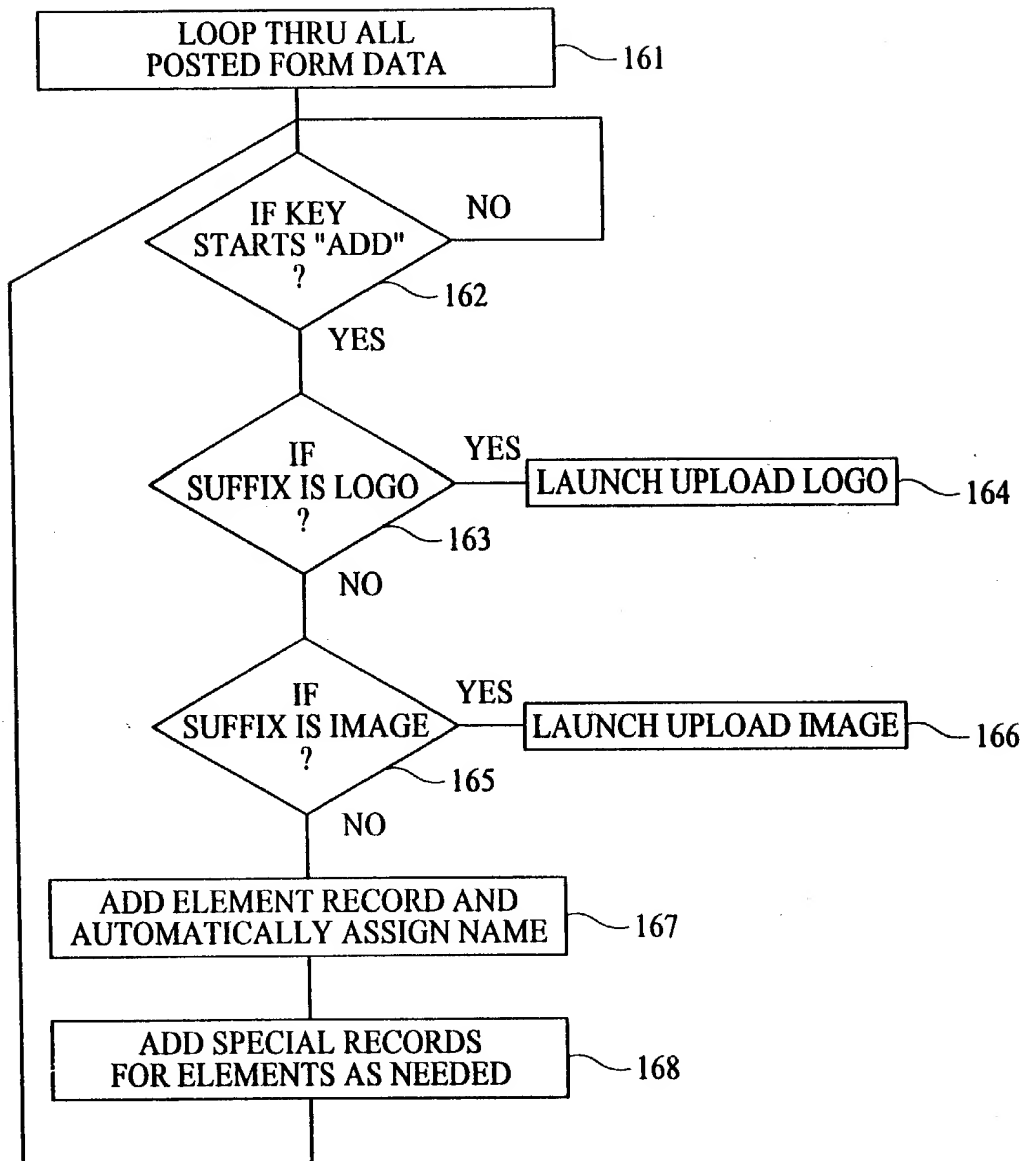 LOOP THRU ALL
POSTED FORM DATA
161
IF KEY
STARTS "ADD"
?
NO
162
YES
IF
SUFFIX IS LOGO
?
YES
LAUNCH UPLOAD LOGO
164
163
NO
IF
SUFFIX IS IMAGE
?
YES
LAUNCH UPLOAD IMAGE
166
165
NO
ADD ELEMENT RECORD AND
AUTOMATICALLY ASSIGN NAME
167
ADD SPECIAL RECORDS
FOR ELEMENTS AS NEEDED
168